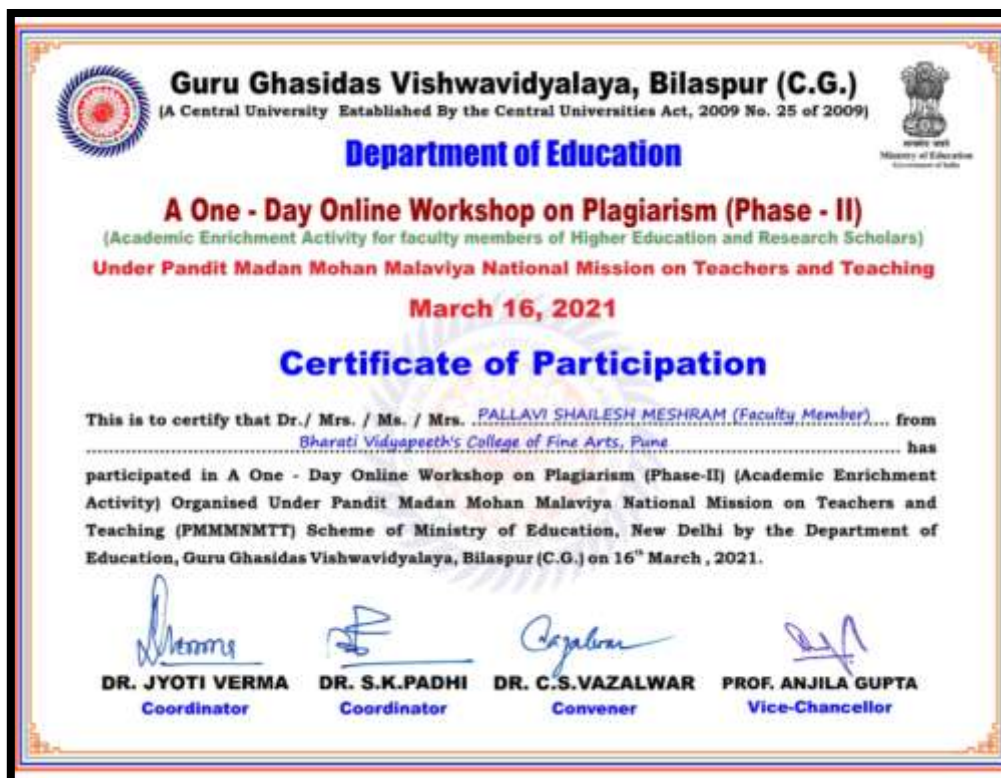 Guru Ghasidas Vishwavidyalaya, Bilaspur (C.G.)
(A Central University Established By the Central Universities Act, 2009 No. 25 of 2009)
Department of Education
Ministry of Education
Government of India
A One - Day Online Workshop on Plagiarism (Phase - II)
(Academic Enrichment Activity for faculty members of Higher Education and Research Scholars)
Under Pandit Madan Mohan Malaviya National Mission on Teachers and Teaching
March 16, 2021
Certificate of Participation
This is to certify that Dr./ Mrs. / Ms. / Mrs. PALLAVI SHAILESH MESHRAM (Faculty Member) from
Bharati Vidyapeeth's College of Fine Arts, Pune has
participated in A One - Day Online Workshop on Plagiarism (Phase-II) (Academic Enrichment
Activity) Organised Under Pandit Madan Mohan Malaviya National Mission on Teachers and
Teaching (PMMMNMTT) Scheme of Ministry of Education, New Delhi by the Department of
Education, Guru Ghasidas Vishwavidyalaya, Bilaspur (C.G.) on 16th March , 2021.
DR. JYOTI VERMA DR. S.K.PADHI DR. C.S.VAZALWAR PROF. ANJILA GUPTA
Coordinator Coordinator Convener Vice-Chancellor